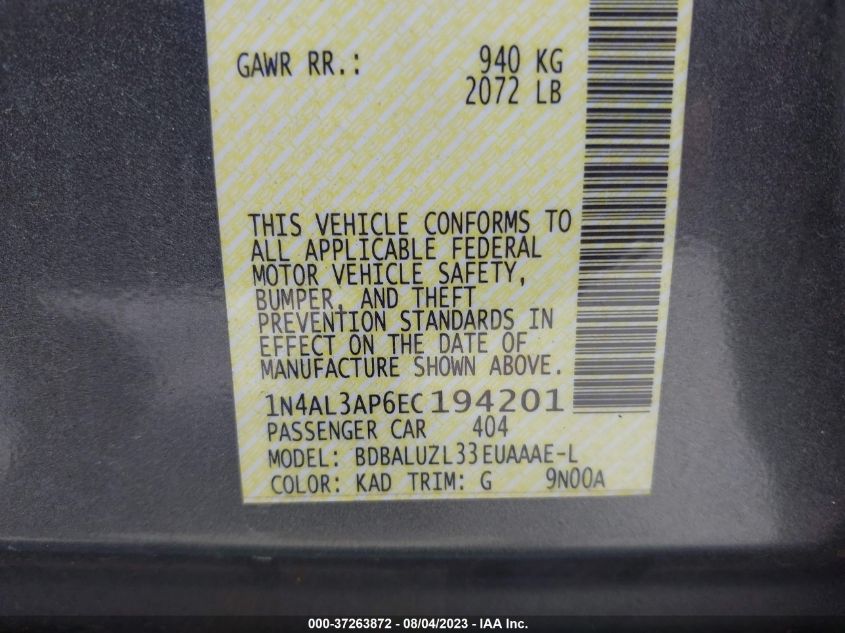 GAWR RR.: 940 KG
2072 LB
THIS VEHICLE CONFORMS TO
ALL APPLICABLE FEDERAL
MOTOR VEHICLE SAFETY,
BUMPER, AND THEFT
PREVENTION STANDARDS IN
EFFECT ON THE DATE OF
MANUFACTURE SHOWN ABOVE.
1N4AL3AP6EC194201
PASSENGER CAR 404
MODEL: BDBALUZL33EUAAAE-L
COLOR: KAD TRIM: G 9N00A
000-37263872 - 08/04/2023 - IAA Inc.